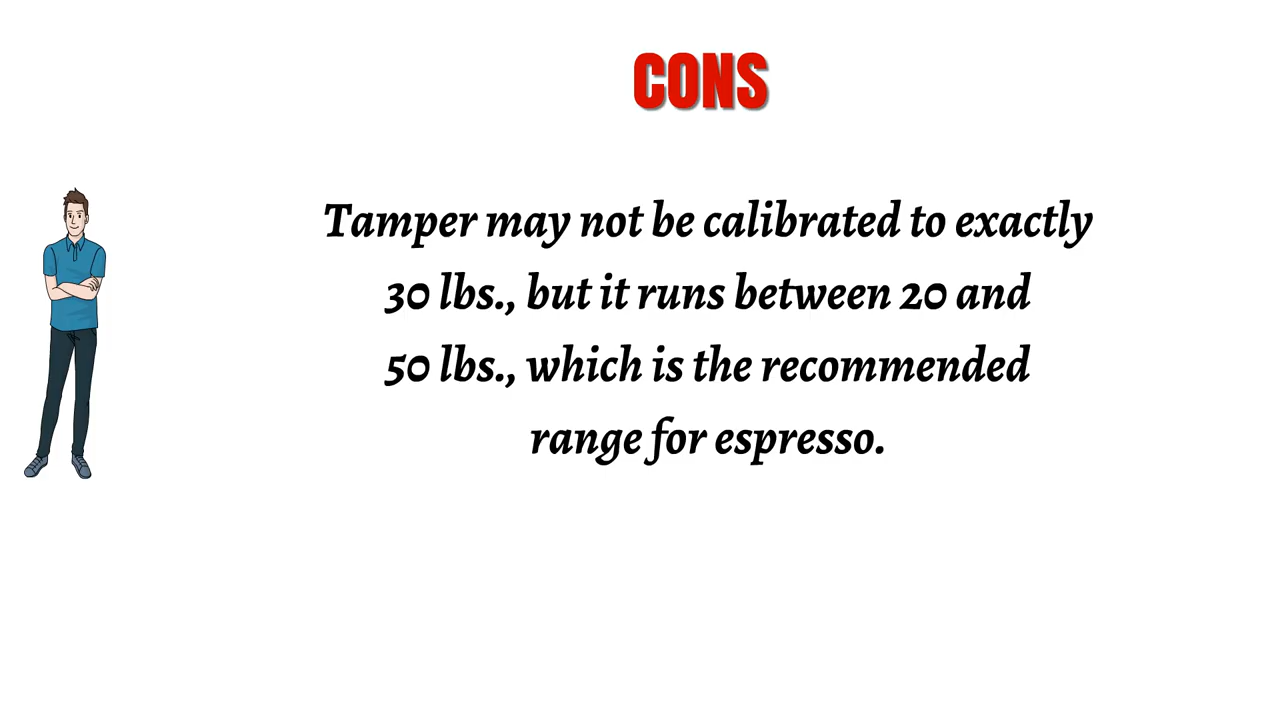 CONS
Tamper may not be calibrated to exactly
30 lbs., but it runs between 20 and
50 lbs., which is the recommended
range for espresso.